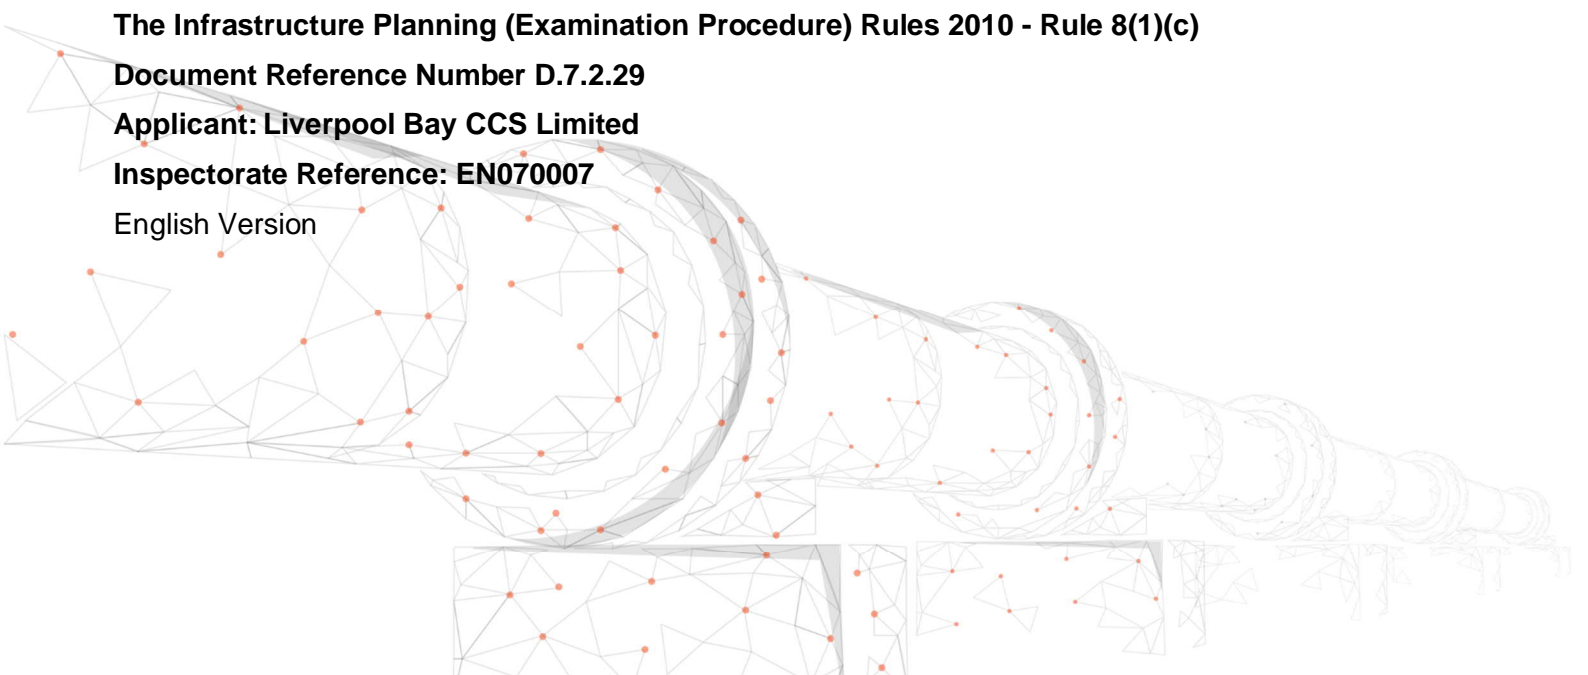 The Infrastructure Planning (Examination Procedure) Rules 2010 - Rule 8(1)(c)
Document Reference Number D.7.2.29
Applicant: Liverpool Bay CCS Limited
Inspectorate Reference: EN070007
English Version